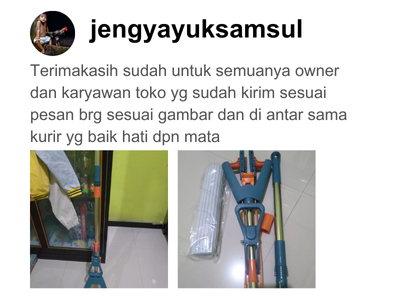 jengyayuksamsul
Terimakasih sudah untuk semuanya owner
dan karyawan toko yg sudah kirim sesuai
pesan brg sesuai gambar dan di antar sama
kurir yg baik hati dpn mata